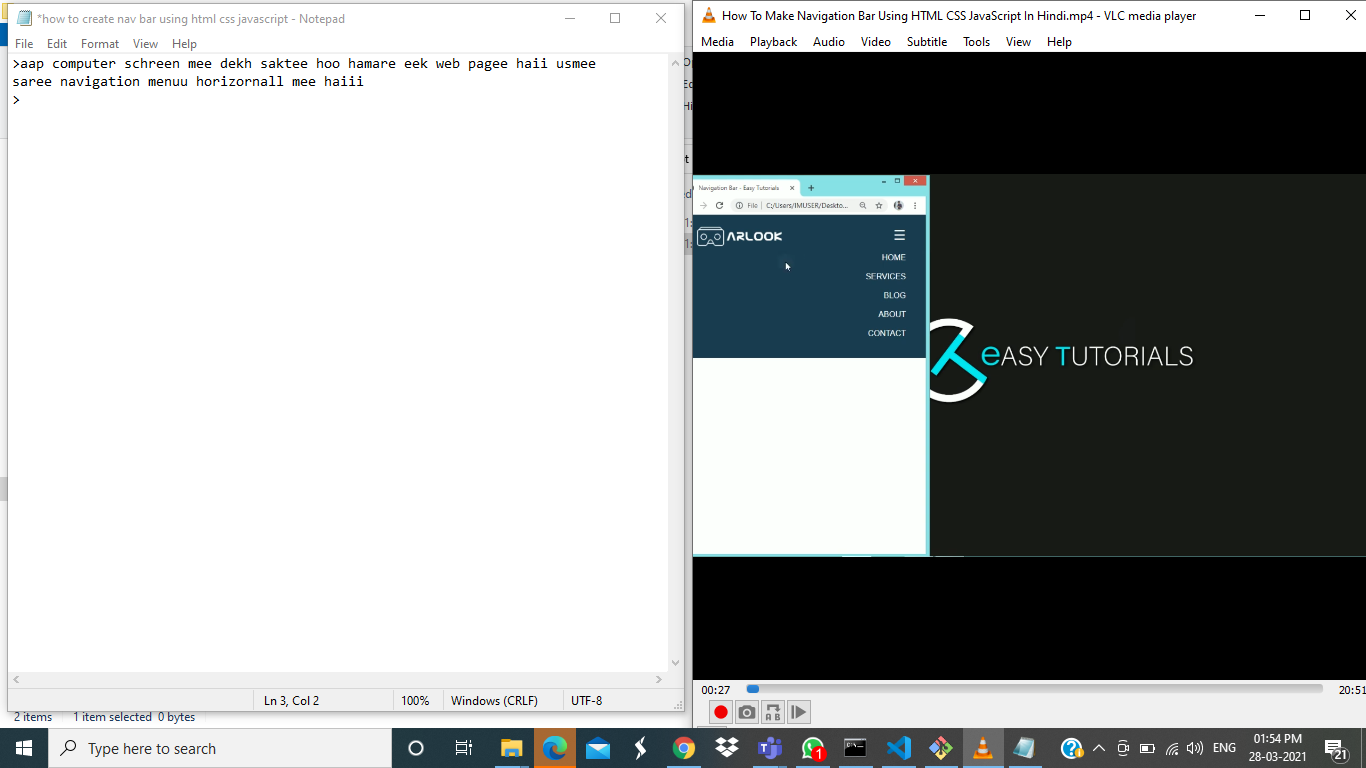 *how to create nav bar using html css javascript - Notepad
File Edit Format View Help
>aap computer schreen mee dekh saktee hoo hamare eek web pagee haii usmee
saree navigation menuu horizornall mee haiii
>
Ln 3, Col 2 100% Windows (CRLF) UTF-8
2 items 1 item selected 0 bytes
How To Make Navigation Bar Using HTML CSS JavaScript In Hindi.mp4 - VLC media player
Media Playback Audio Video Subtitle Tools View Help
Navigation Bar - Easy Tutorials
File C:/Users/IMUSER/Deskto...
ARLOOK
HOME
SERVICES
BLOG
ABOUT
CONTACT
eASY TUTORIALS
00:27 20:51
A B
Type here to search
1
ENG
01:54 PM
28-03-2021
21